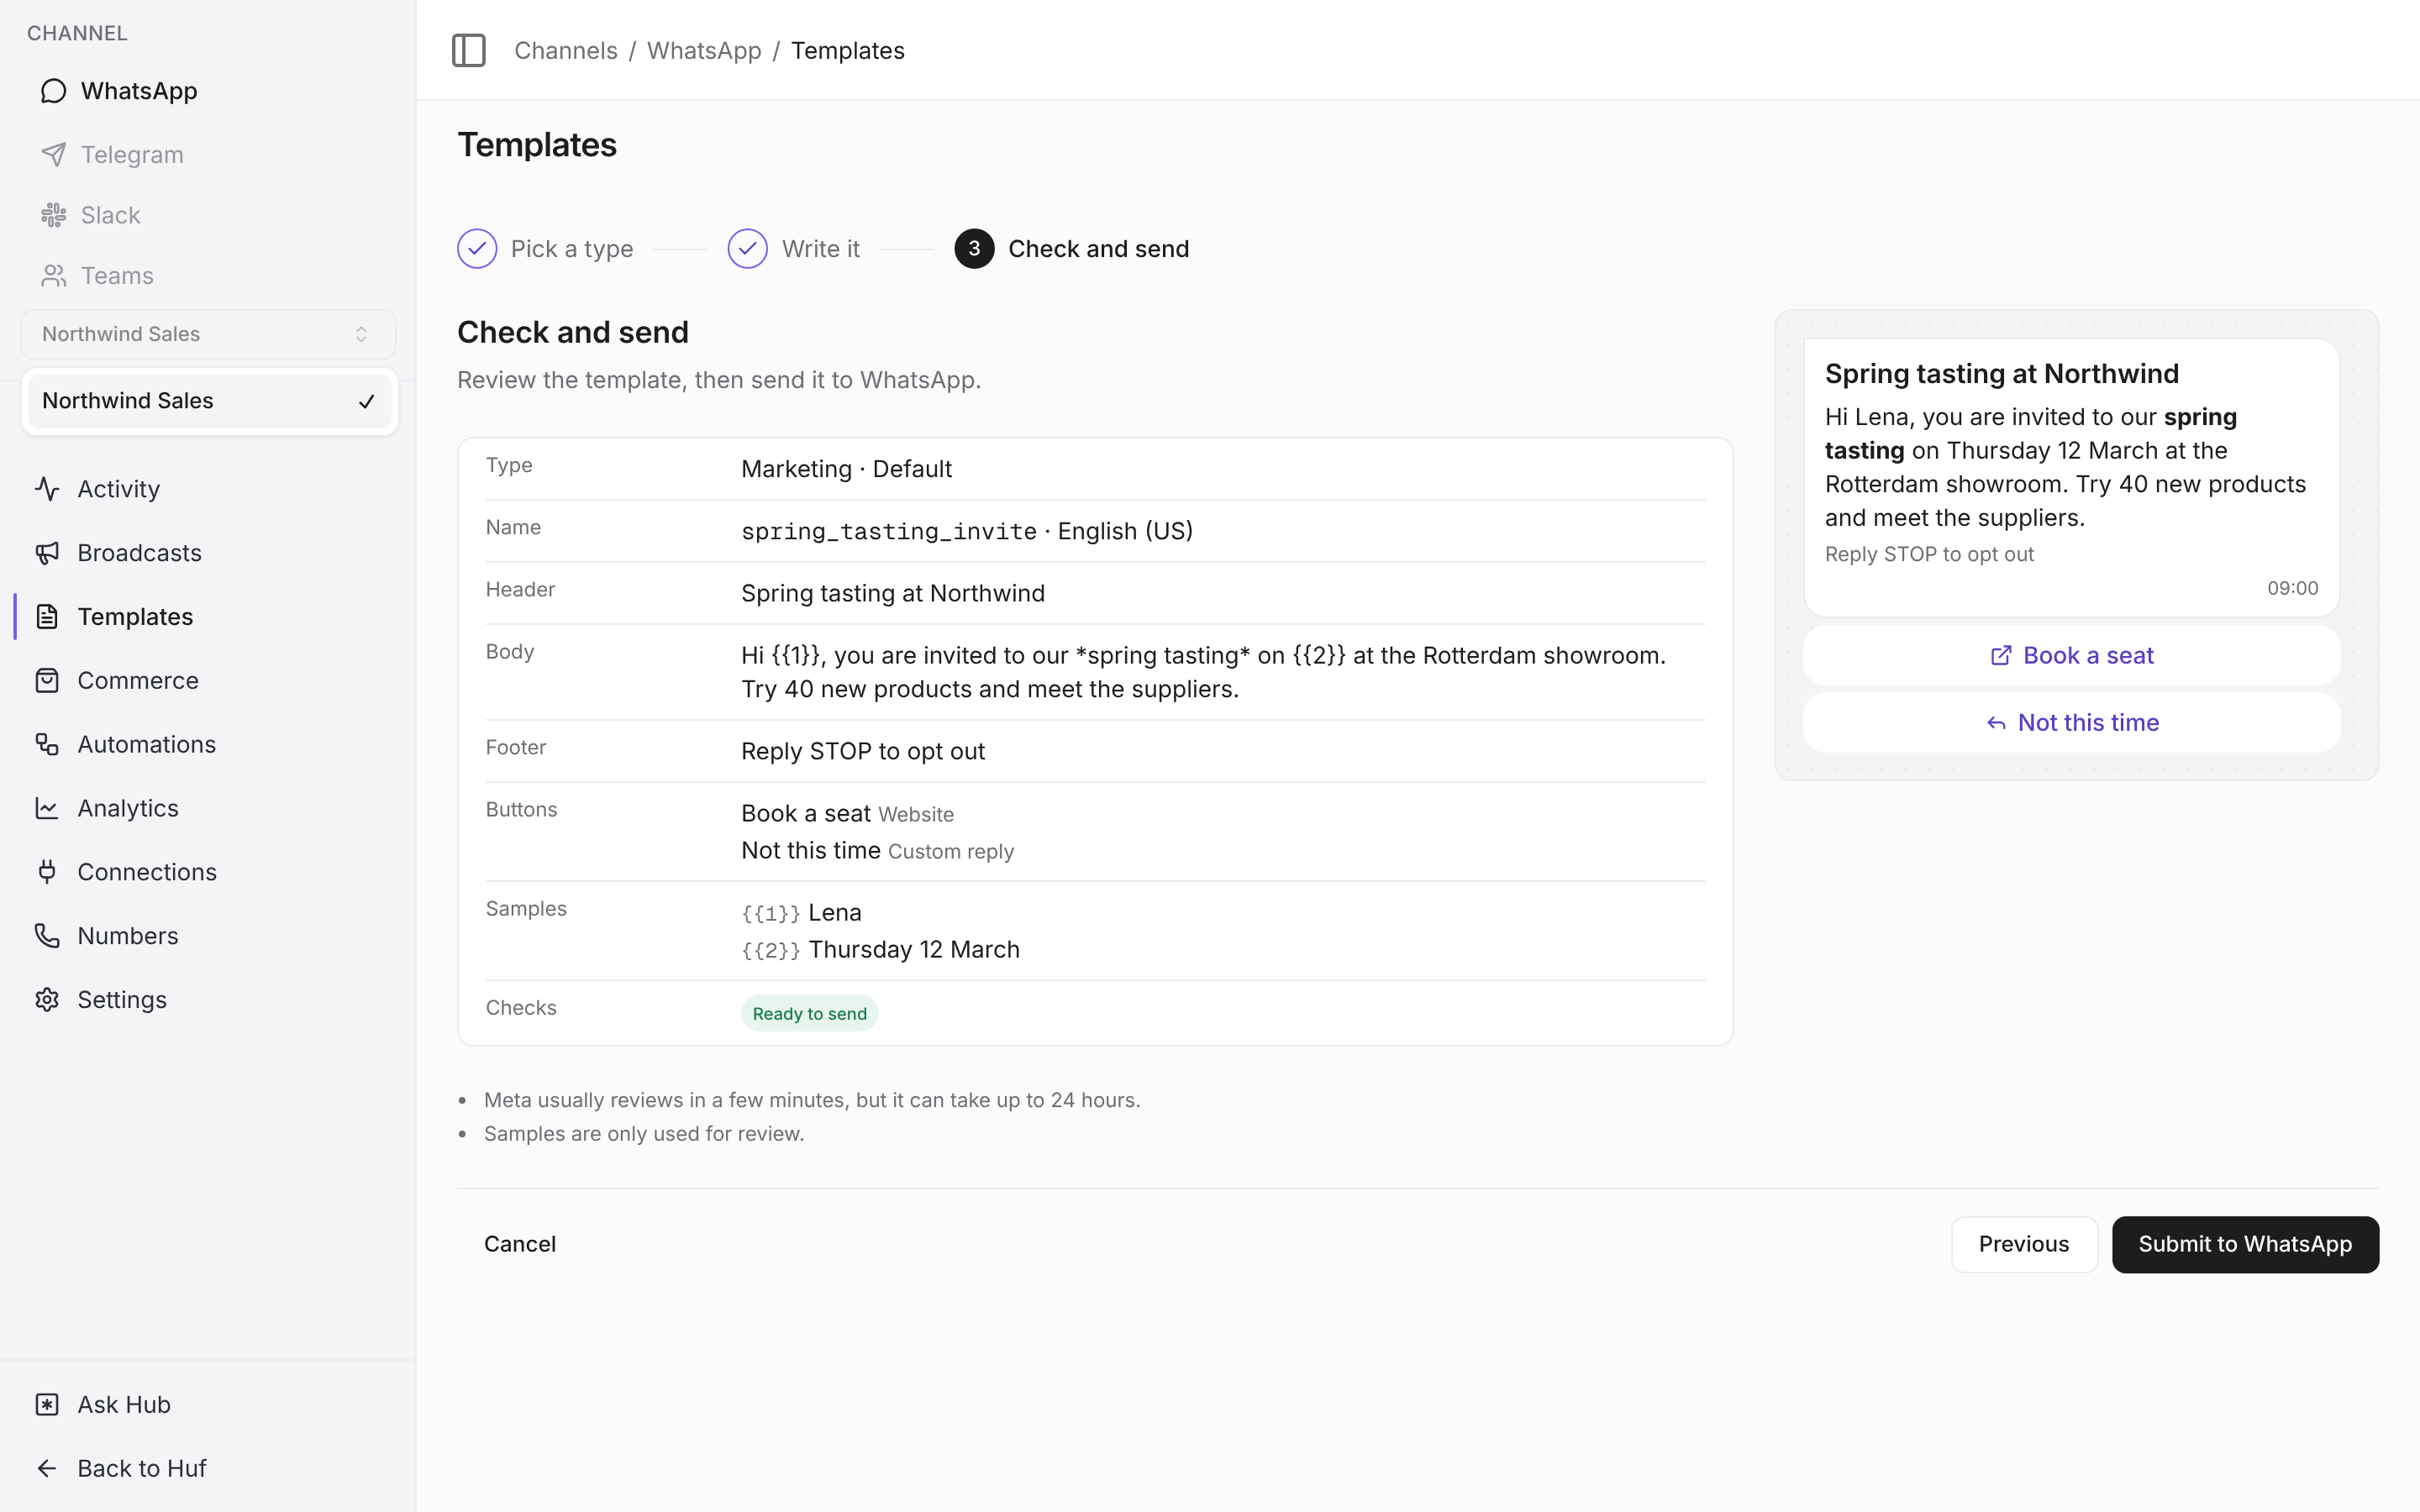 CHANNEL
WhatsApp
Telegram
Slack
Teams
Northwind Sales
Northwind Sales
Activity
Broadcasts
Templates
Commerce
Automations
Analytics
Connections
Numbers
Settings
Ask Hub
Back to Huf
Channels / WhatsApp / Templates
Templates
Pick a type
Write it
3 Check and send
Check and send
Review the template, then send it to WhatsApp.
Type Marketing · Default
Name spring_tasting_invite · English (US)
Header Spring tasting at Northwind
Body Hi {{1}}, you are invited to our *spring tasting* on {{2}} at the Rotterdam showroom.
Try 40 new products and meet the suppliers.
Footer Reply STOP to opt out
Buttons Book a seat Website
Not this time Custom reply
Samples {{1}} Lena
{{2}} Thursday 12 March
Checks Ready to send
Meta usually reviews in a few minutes, but it can take up to 24 hours.
Samples are only used for review.
Spring tasting at Northwind
Hi Lena, you are invited to our spring
tasting on Thursday 12 March at the
Rotterdam showroom. Try 40 new products
and meet the suppliers.
Reply STOP to opt out
09:00
Book a seat
Not this time
Cancel
Previous
Submit to WhatsApp